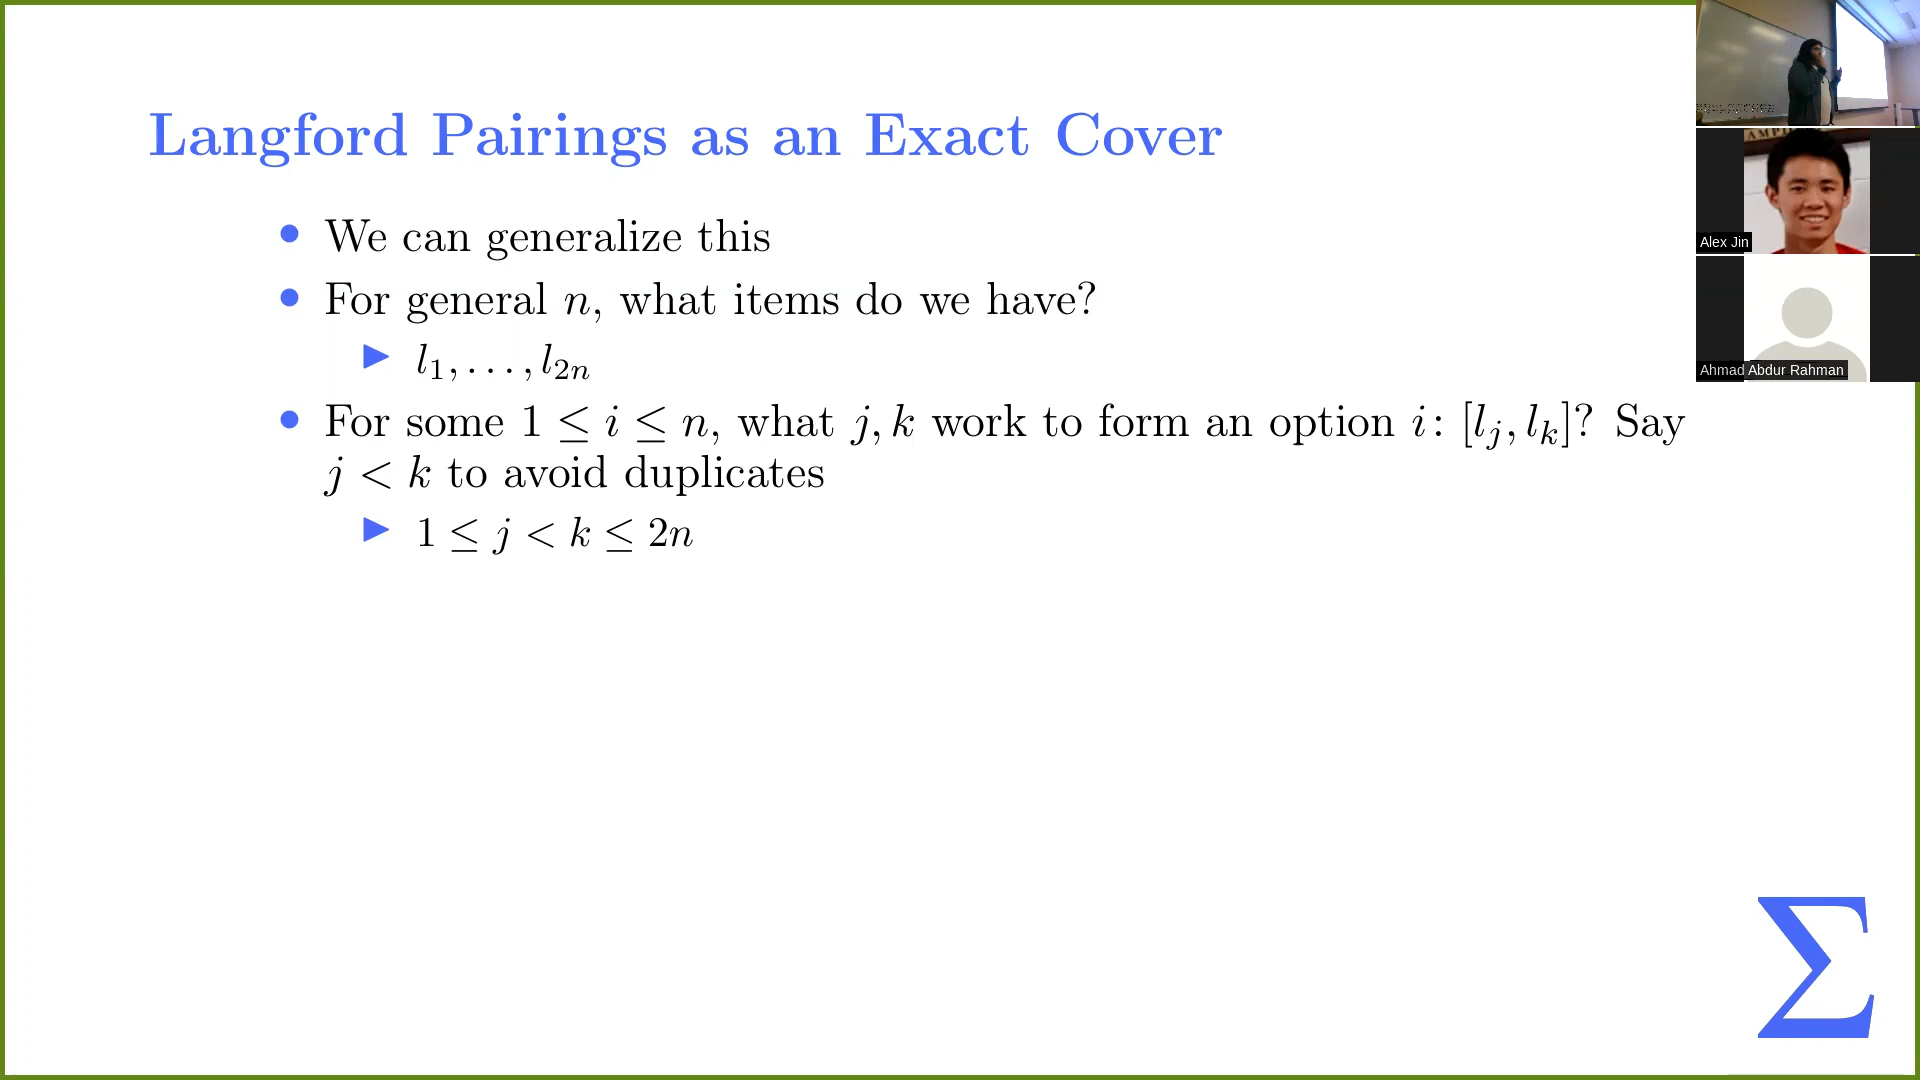 Langford Pairings as an Exact Cover
• We can generalize this
• For general n, what items do we have?
▶ l₁, . . . , l₂ₙ
• For some 1 ≤ i ≤ n, what j, k work to form an option i : [lⱼ, lₖ]? Say
j < k to avoid duplicates
▶ 1 ≤ j < k ≤ 2n
AMP
Alex Jin
Ahmad Abdur Rahman
Σ